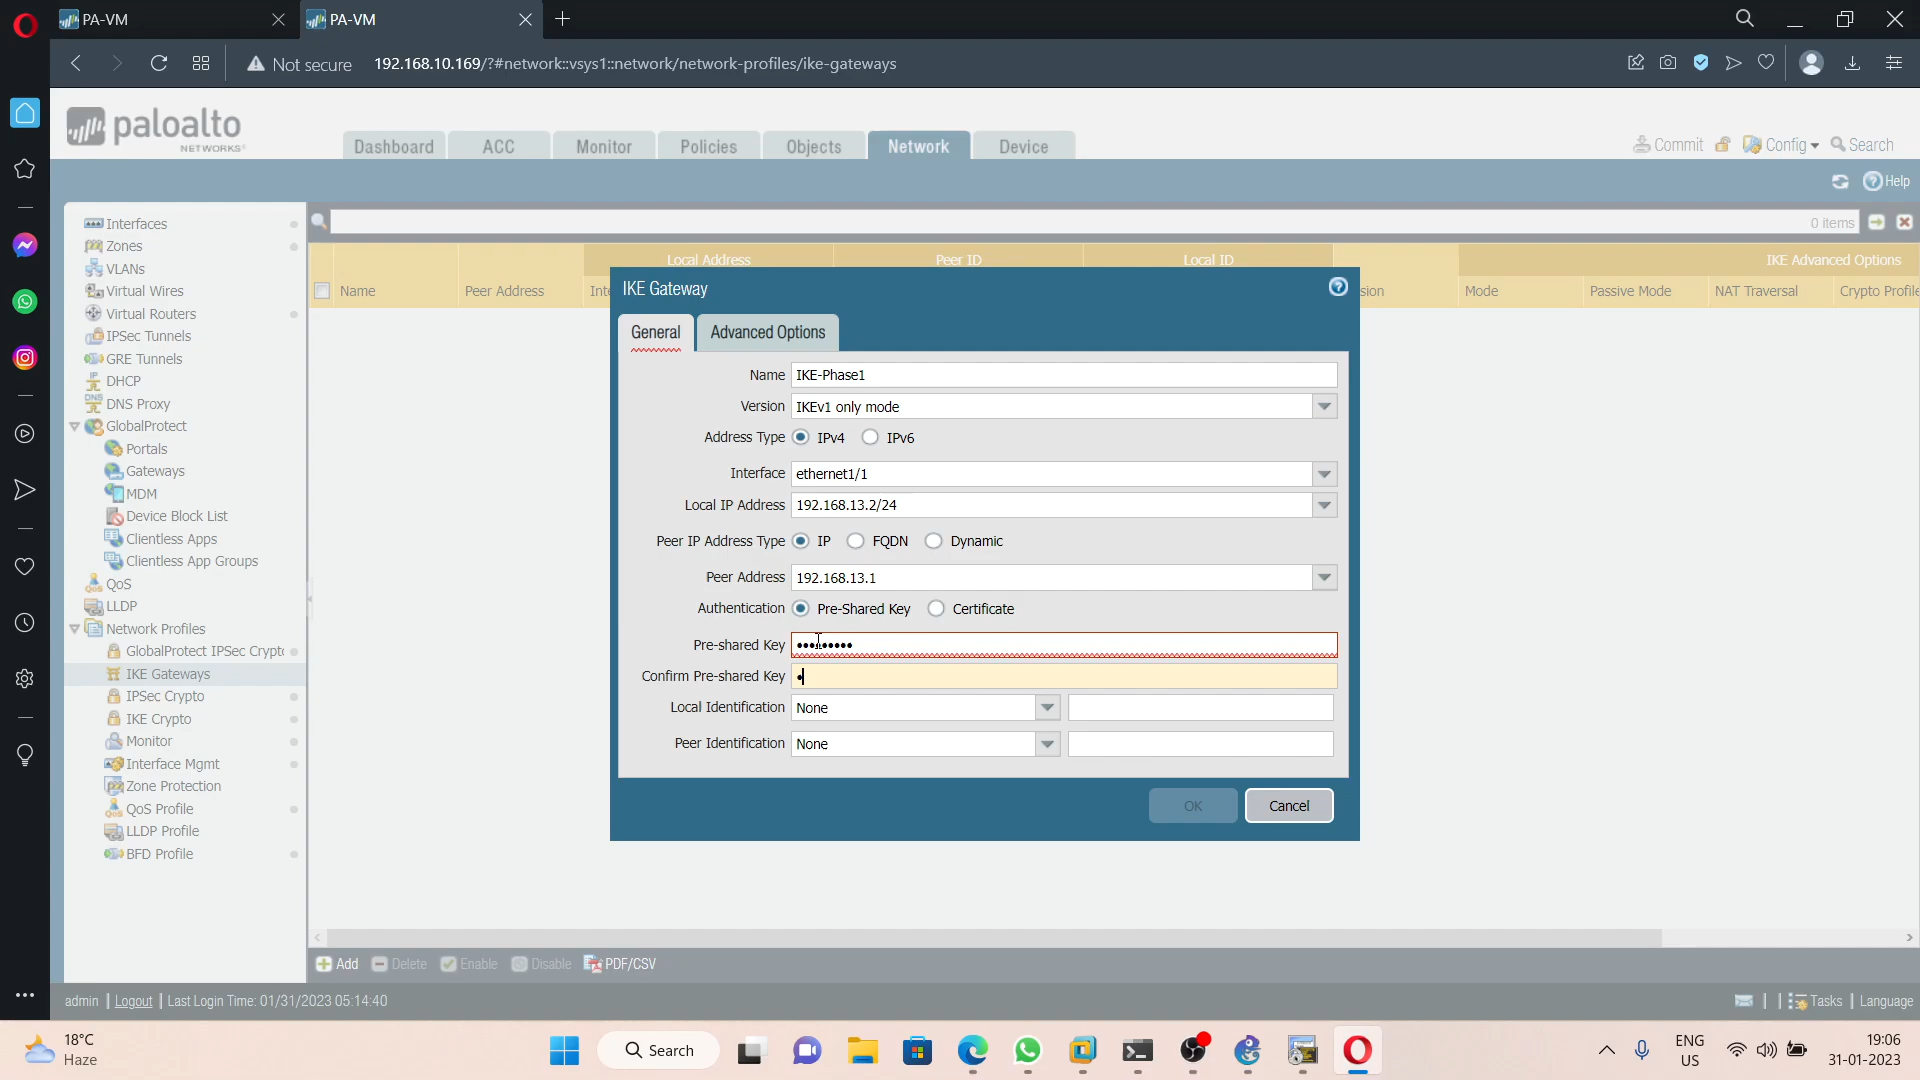 PA-VM
PA-VM
Not secure
192.168.10.169/?#network::vsys1::network/network-profiles/ike-gateways
paloalto
NETWORKS
Dashboard
ACC
Monitor
Policies
Objects
Network
Device
Commit
Config
Search
Help
Interfaces
Zones
VLANs
Virtual Wires
Virtual Routers
IPSec Tunnels
GRE Tunnels
DHCP
DNS Proxy
GlobalProtect
Portals
Gateways
MDM
Device Block List
Clientless Apps
Clientless App Groups
QoS
LLDP
Network Profiles
GlobalProtect IPSec Crypto
IKE Gateways
IPSec Crypto
IKE Crypto
Monitor
Interface Mgmt
Zone Protection
QoS Profile
LLDP Profile
BFD Profile
0 items
Local Address
Peer ID
Local ID
IKE Advanced Options
Name
Peer Address
Inte
sion
Mode
Passive Mode
NAT Traversal
Crypto Profile
IKE Gateway
General
Advanced Options
Name IKE-Phase1
Version IKEv1 only mode
Address Type IPv4 IPv6
Interface ethernet1/1
Local IP Address 192.168.13.2/24
Peer IP Address Type IP FQDN Dynamic
Peer Address 192.168.13.1
Authentication Pre-Shared Key Certificate
Pre-shared Key •••••••••
Confirm Pre-shared Key •
Local Identification None
Peer Identification None
OK
Cancel
Add
Delete
Enable
Disable
PDF/CSV
admin | Logout | Last Login Time: 01/31/2023 05:14:40
Tasks | Language
18°C
Haze
Search
ENG
US
19:06
31-01-2023